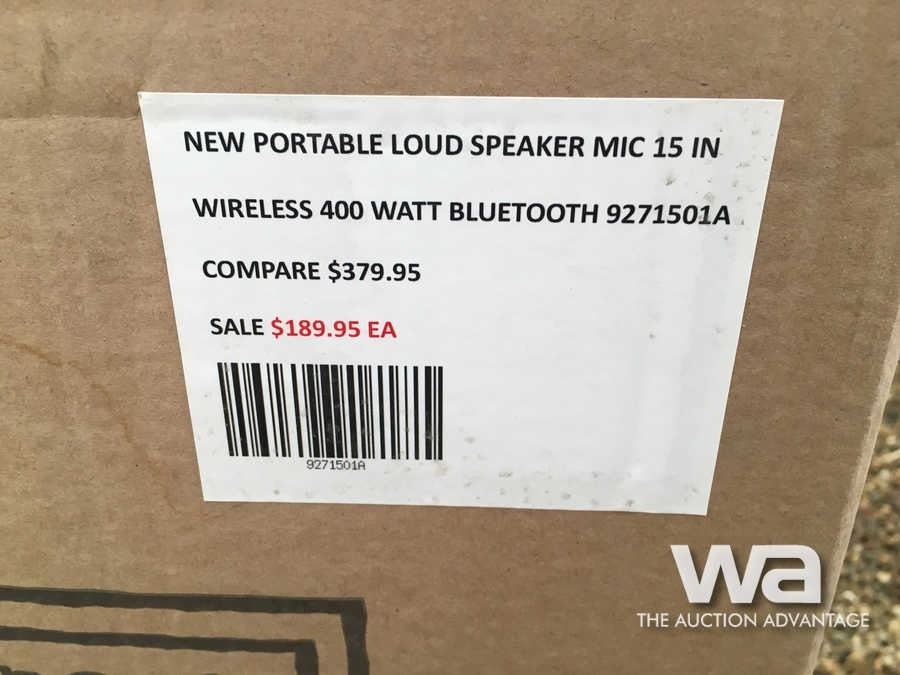 NEW PORTABLE LOUD SPEAKER MIC 15 IN
WIRELESS 400 WATT BLUETOOTH 9271501A
COMPARE $379.95
SALE $189.95 EA
9271501A
wa
THE AUCTION ADVANTAGE